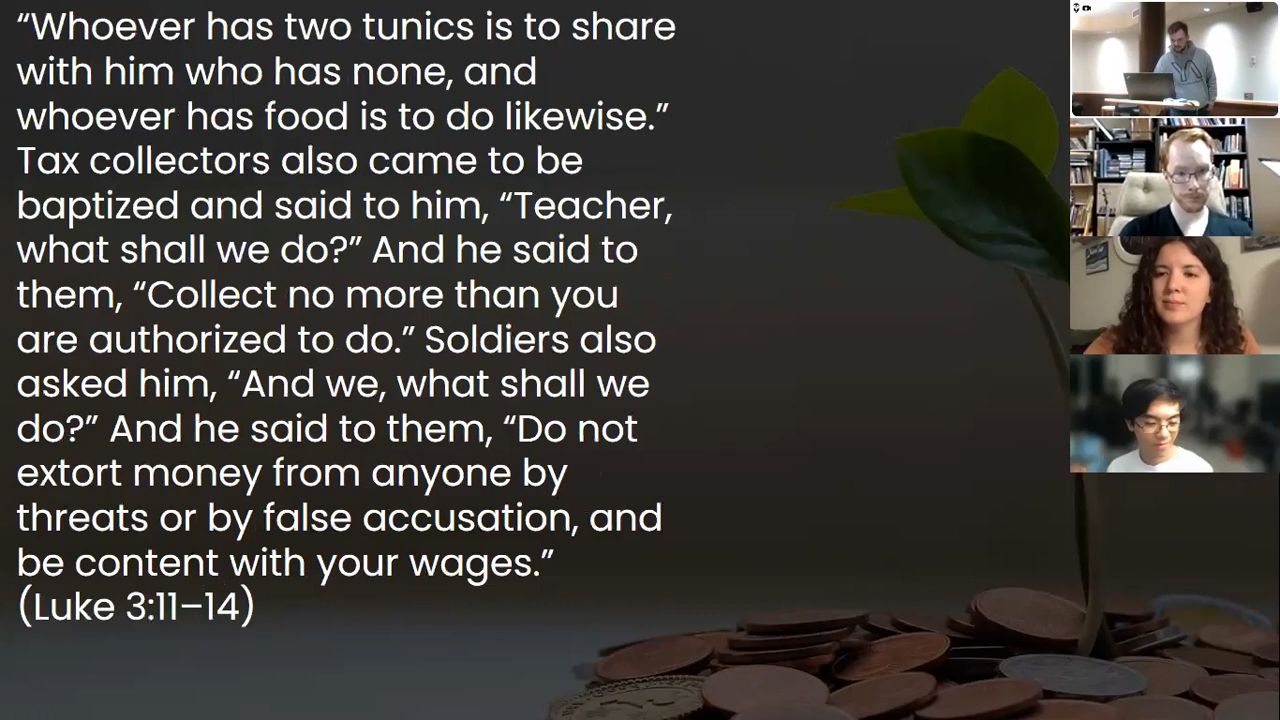 “Whoever has two tunics is to share
with him who has none, and
whoever has food is to do likewise.”
Tax collectors also came to be
baptized and said to him, “Teacher,
what shall we do?” And he said to
them, “Collect no more than you
are authorized to do.” Soldiers also
asked him, “And we, what shall we
do?” And he said to them, “Do not
extort money from anyone by
threats or by false accusation, and
be content with your wages.”
(Luke 3:11–14)